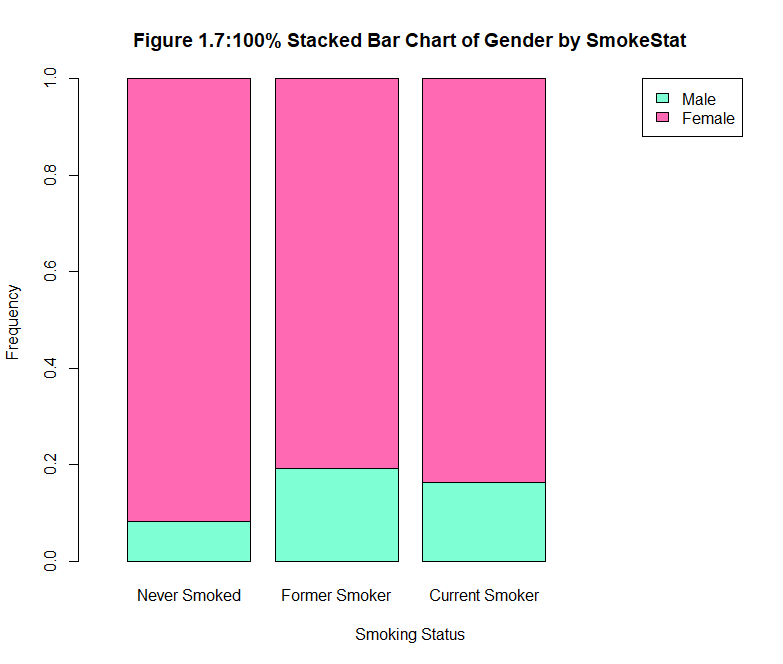 Figure 1.7:100% Stacked Bar Chart of Gender by SmokeStat
Male
Female
1.0
0.8
0.6
0.4
0.2
0.0
Frequency
Never Smoked Former Smoker Current Smoker
Smoking Status